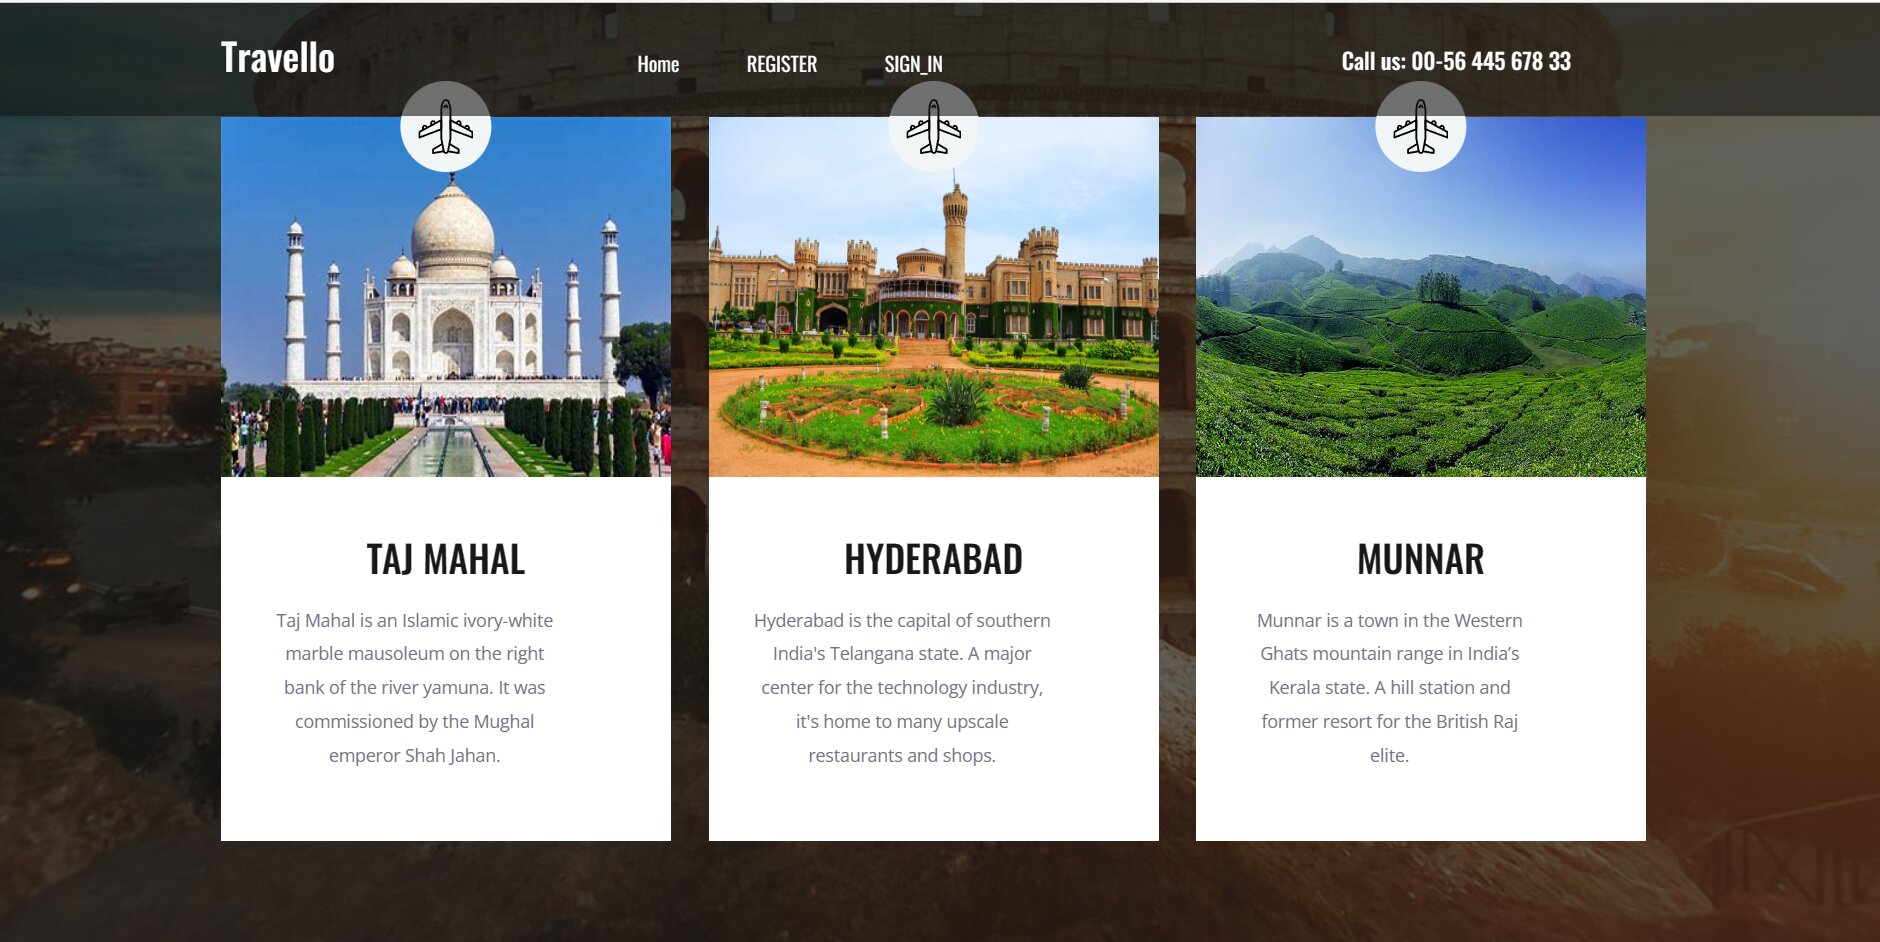 Travello
Home
REGISTER
SIGN_IN
Call us: 00-56 445 678 33
TAJ MAHAL
Taj Mahal is an Islamic ivory-white
marble mausoleum on the right
bank of the river yamuna. It was
commissioned by the Mughal
emperor Shah Jahan.
HYDERABAD
Hyderabad is the capital of southern
India's Telangana state. A major
center for the technology industry,
it's home to many upscale
restaurants and shops.
MUNNAR
Munnar is a town in the Western
Ghats mountain range in India’s
Kerala state. A hill station and
former resort for the British Raj
elite.